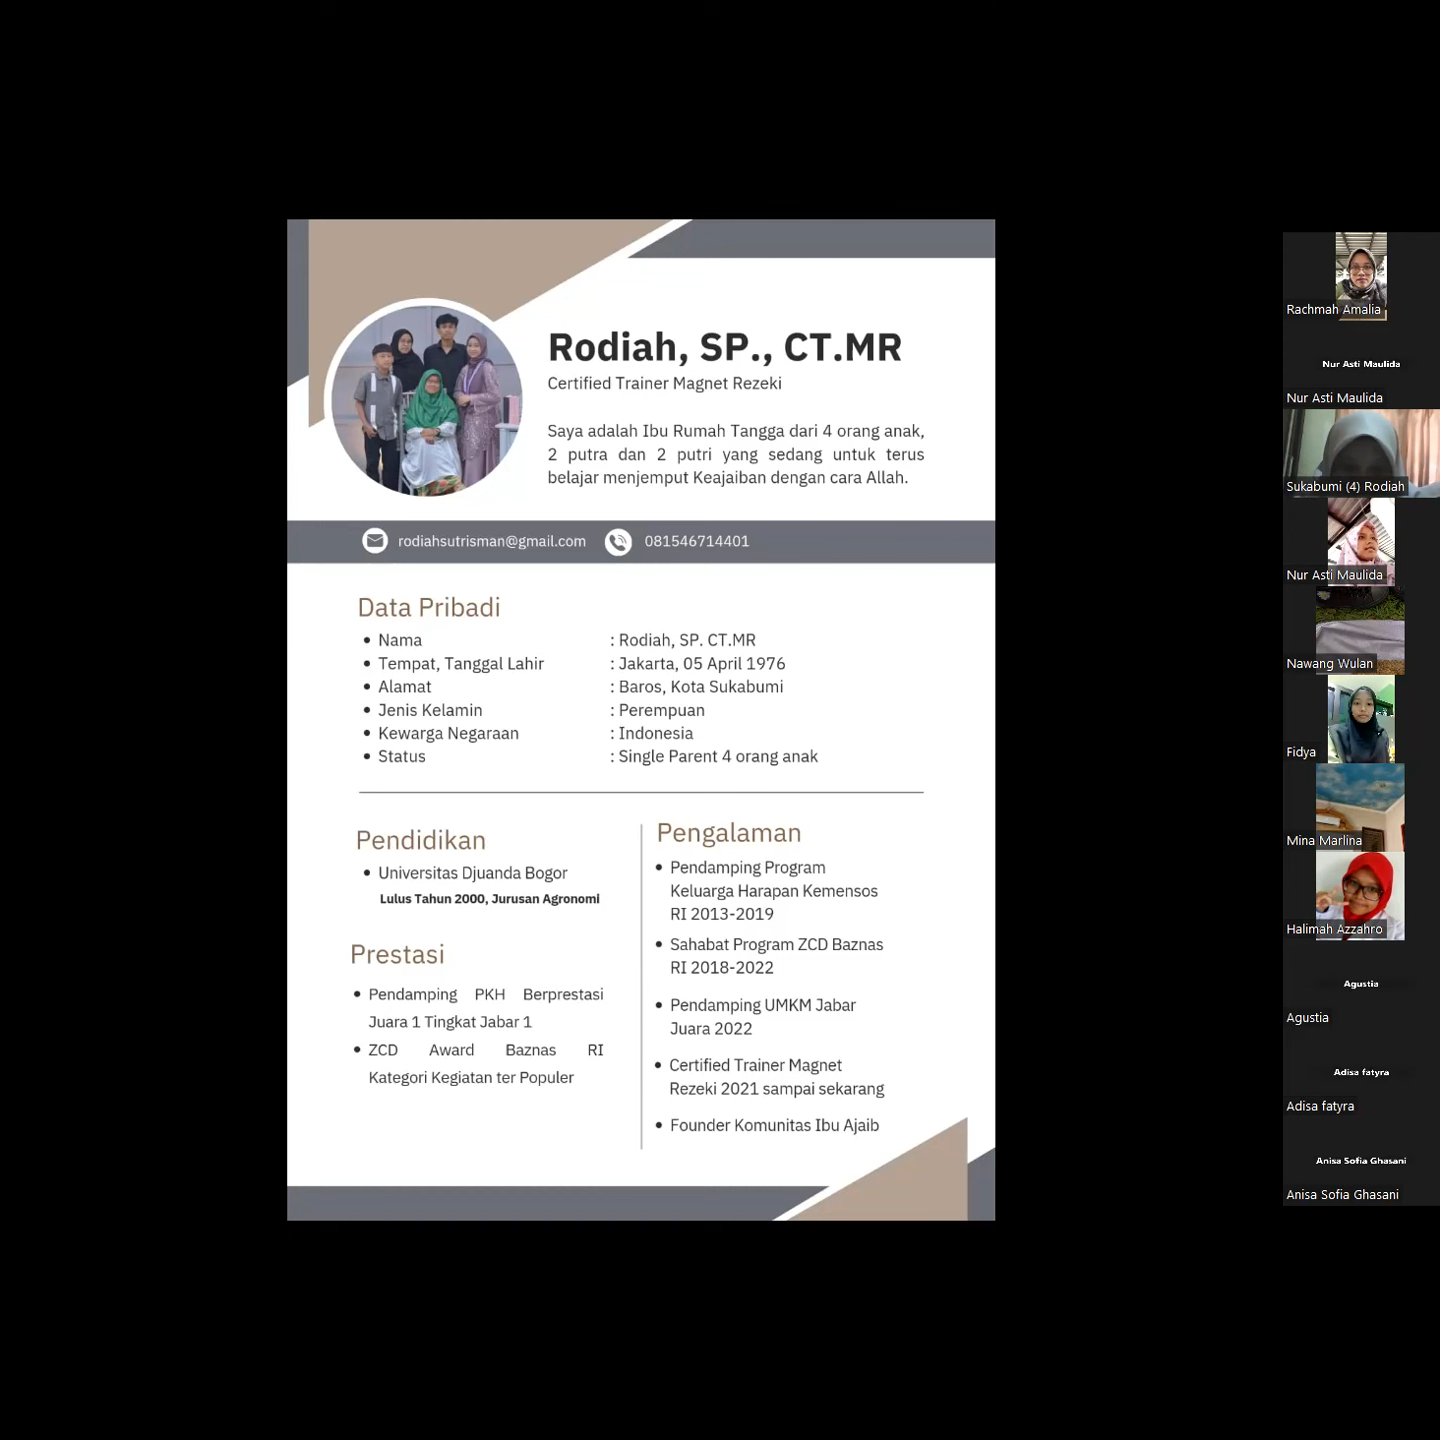 Rodiah, SP., CT.MR
Certified Trainer Magnet Rezeki
Saya adalah Ibu Rumah Tangga dari 4 orang anak,
2 putra dan 2 putri yang sedang untuk terus
belajar menjemput Keajaiban dengan cara Allah.
rodiahsutrisman@gmail.com
081546714401
Data Pribadi
• Nama : Rodiah, SP. CT.MR
• Tempat, Tanggal Lahir : Jakarta, 05 April 1976
• Alamat : Baros, Kota Sukabumi
• Jenis Kelamin : Perempuan
• Kewarga Negaraan : Indonesia
• Status : Single Parent 4 orang anak
Pendidikan
• Universitas Djuanda Bogor
Lulus Tahun 2000, Jurusan Agronomi
Prestasi
• Pendamping PKH Berprestasi
Juara 1 Tingkat Jabar 1
• ZCD Award Baznas RI
Kategori Kegiatan ter Populer
Pengalaman
• Pendamping Program
Keluarga Harapan Kemensos
RI 2013-2019
• Sahabat Program ZCD Baznas
RI 2018-2022
• Pendamping UMKM Jabar
Juara 2022
• Certified Trainer Magnet
Rezeki 2021 sampai sekarang
• Founder Komunitas Ibu Ajaib
Rachmah Amalia
Nur Asti Maulida
Nur Asti Maulida
Sukabumi (4) Rodiah
Nur Asti Maulida
Nawang Wulan
Fidya
Mina Marlina
Halimah Azzahro
Agustia
Agustia
Adisa fatyra
Adisa fatyra
Anisa Sofia Ghasani
Anisa Sofia Ghasani